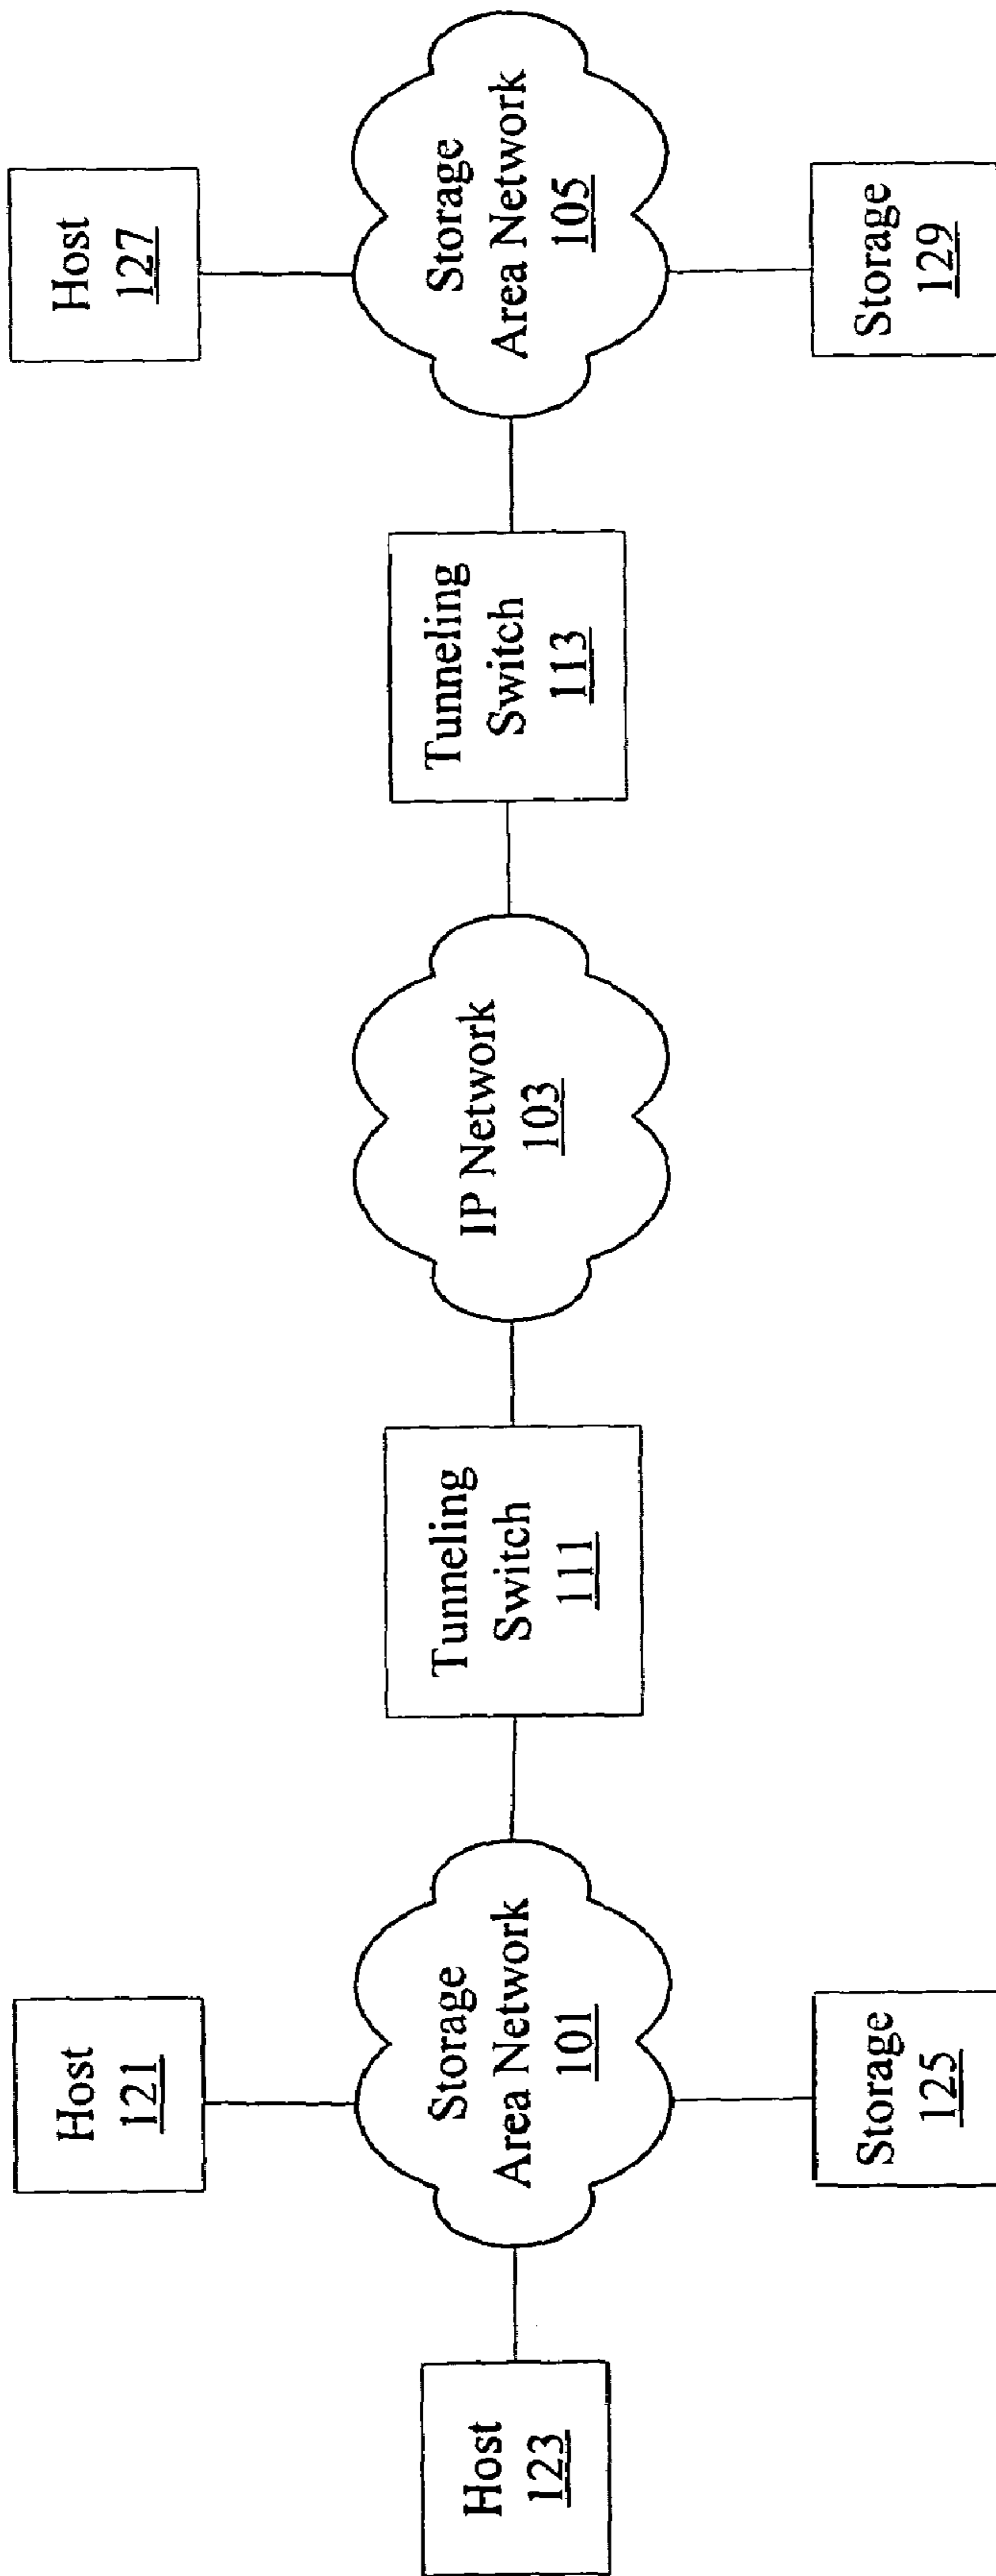 Host
121
Host
127
Host
123
Storage
Area Network
101
Tunneling
Switch
111
IP Network
103
Tunneling
Switch
113
Storage
Area Network
105
Storage
125
Storage
129